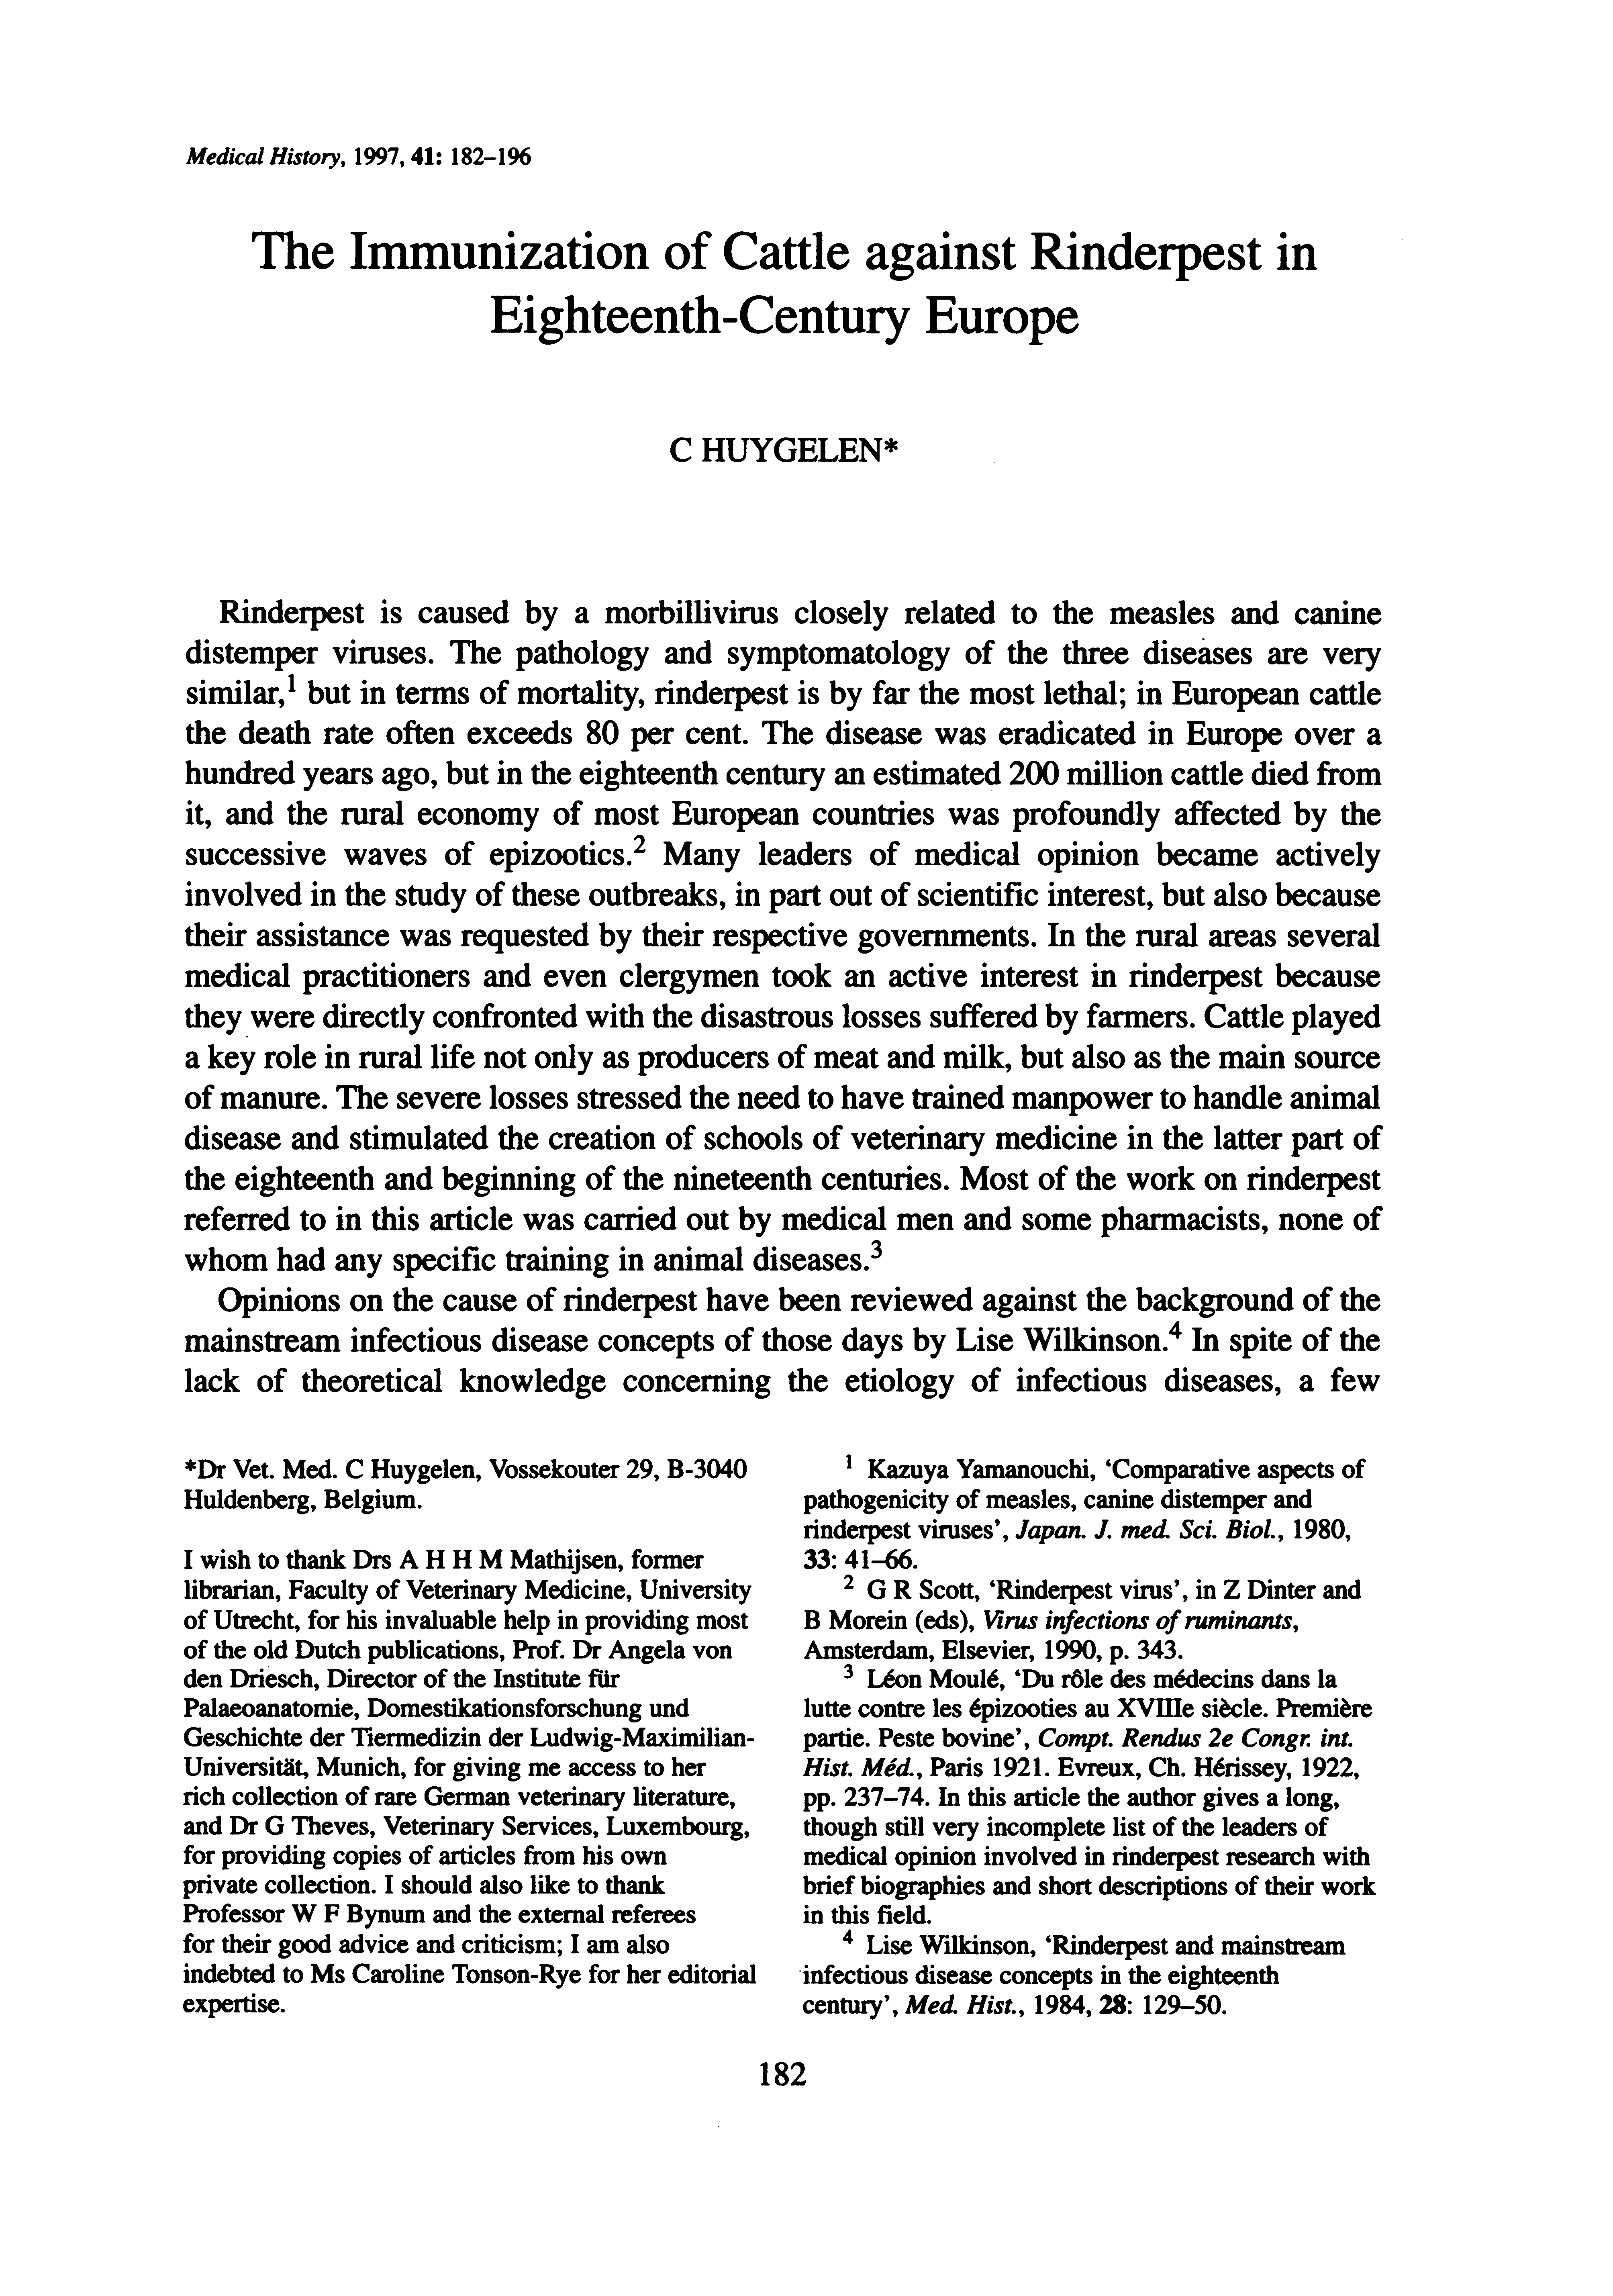 Medical History, 1997, 41: 182–196
The Immunization of Cattle against Rinderpest in
Eighteenth-Century Europe
C HUYGELEN*
Rinderpest is caused by a morbillivirus closely related to the measles and canine
distemper viruses. The pathology and symptomatology of the three diseases are very
similar,1 but in terms of mortality, rinderpest is by far the most lethal; in European cattle
the death rate often exceeds 80 per cent. The disease was eradicated in Europe over a
hundred years ago, but in the eighteenth century an estimated 200 million cattle died from
it, and the rural economy of most European countries was profoundly affected by the
successive waves of epizootics.2 Many leaders of medical opinion became actively
involved in the study of these outbreaks, in part out of scientific interest, but also because
their assistance was requested by their respective governments. In the rural areas several
medical practitioners and even clergymen took an active interest in rinderpest because
they were directly confronted with the disastrous losses suffered by farmers. Cattle played
a key role in rural life not only as producers of meat and milk, but also as the main source
of manure. The severe losses stressed the need to have trained manpower to handle animal
disease and stimulated the creation of schools of veterinary medicine in the latter part of
the eighteenth and beginning of the nineteenth centuries. Most of the work on rinderpest
referred to in this article was carried out by medical men and some pharmacists, none of
whom had any specific training in animal diseases.3
Opinions on the cause of rinderpest have been reviewed against the background of the
mainstream infectious disease concepts of those days by Lise Wilkinson.4 In spite of the
lack of theoretical knowledge concerning the etiology of infectious diseases, a few
*Dr Vet. Med. C Huygelen, Vossekouter 29, B-3040
Huldenberg, Belgium.
I wish to thank Drs A H H M Mathijsen, former
librarian, Faculty of Veterinary Medicine, University
of Utrecht, for his invaluable help in providing most
of the old Dutch publications, Prof. Dr Angela von
den Driesch, Director of the Institute für
Palaeoanatomie, Domestikationsforschung und
Geschichte der Tiermedizin der Ludwig-Maximilian-
Universität, Munich, for giving me access to her
rich collection of rare German veterinary literature,
and Dr G Theves, Veterinary Services, Luxembourg,
for providing copies of articles from his own
private collection. I should also like to thank
Professor W F Bynum and the external referees
for their good advice and criticism; I am also
indebted to Ms Caroline Tonson-Rye for her editorial
expertise.
1 Kazuya Yamanouchi, ‘Comparative aspects of
pathogenicity of measles, canine distemper and
rinderpest viruses’, Japan. J. med. Sci. Biol., 1980,
33: 41–66.
2 G R Scott, ‘Rinderpest virus’, in Z Dinter and
B Morein (eds), Virus infections of ruminants,
Amsterdam, Elsevier, 1990, p. 343.
3 Léon Moulé, ‘Du rôle des médecins dans la
lutte contre les épizooties au XVIIIe siècle. Première
partie. Peste bovine’, Compt. Rendus 2e Congr. int.
Hist. Méd., Paris 1921. Evreux, Ch. Hérissey, 1922,
pp. 237–74. In this article the author gives a long,
though still very incomplete list of the leaders of
medical opinion involved in rinderpest research with
brief biographies and short descriptions of their work
in this field.
4 Lise Wilkinson, ‘Rinderpest and mainstream
infectious disease concepts in the eighteenth
century’, Med. Hist., 1984, 28: 129–50.
182